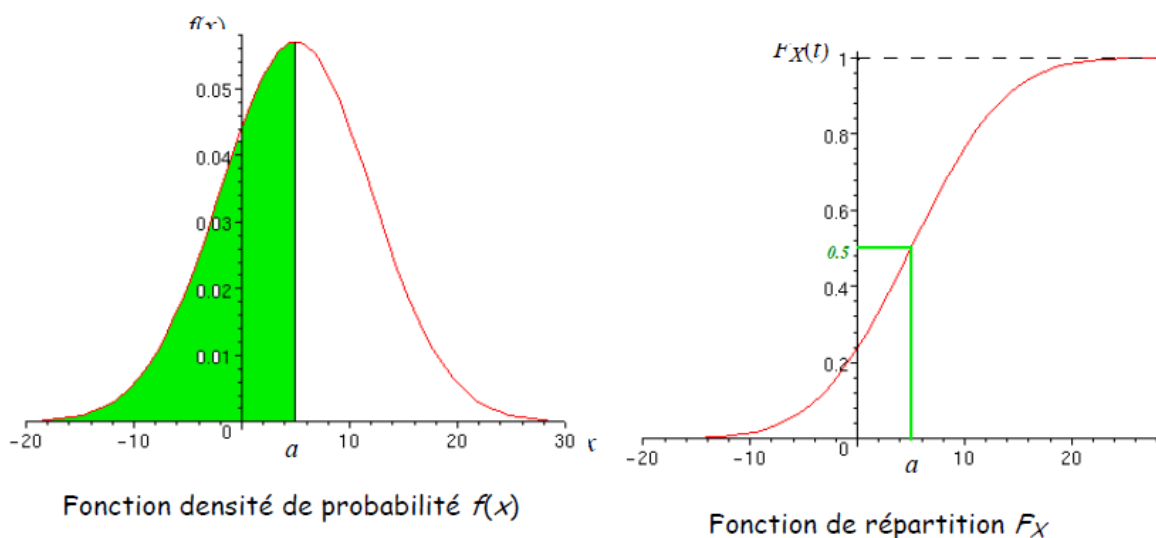 f(x)
0.05
0.04
0.03
0.02
0.01
0
-20 -10 a 10 20 30 x
Fonction densité de probabilité f(x)
FX(t)
1
0.8
0.6
0.5
0.4
0.2
0
-20 -10 a 10 20
Fonction de répartition FX